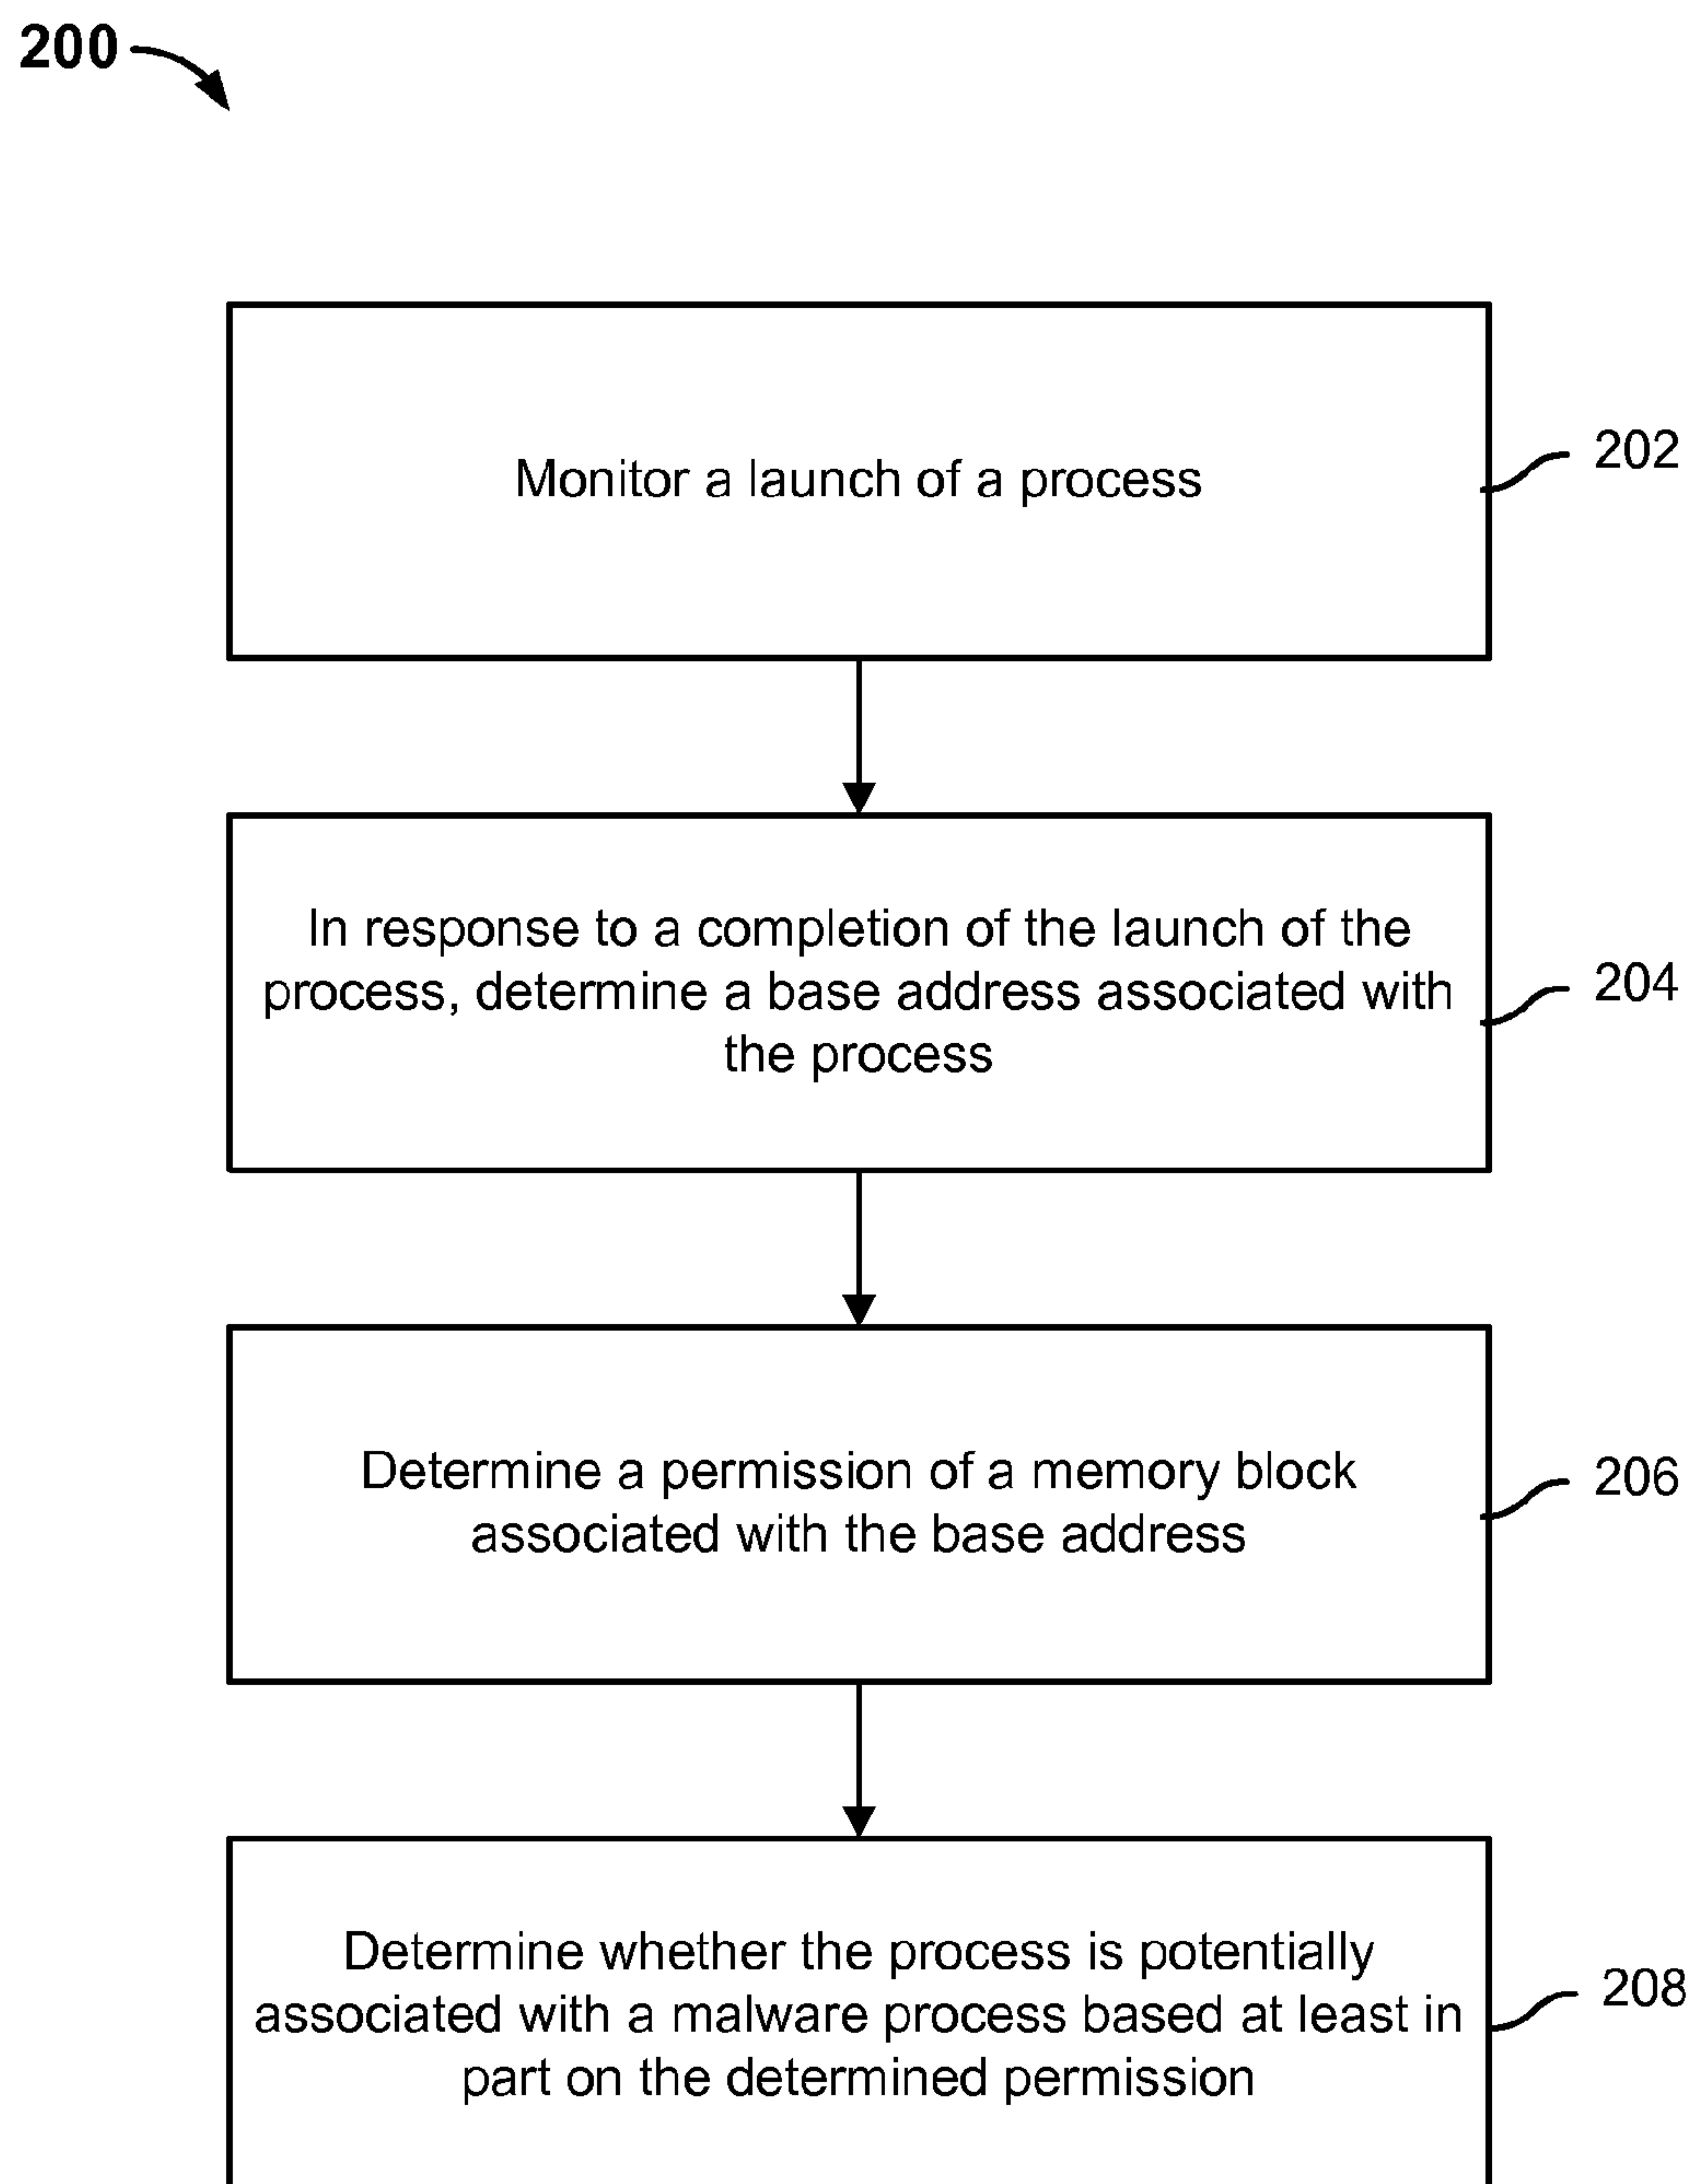 200
Monitor a launch of a process
202
In response to a completion of the launch of the
process, determine a base address associated with
the process
204
Determine a permission of a memory block
associated with the base address
206
Determine whether the process is potentially
associated with a malware process based at least in
part on the determined permission
208